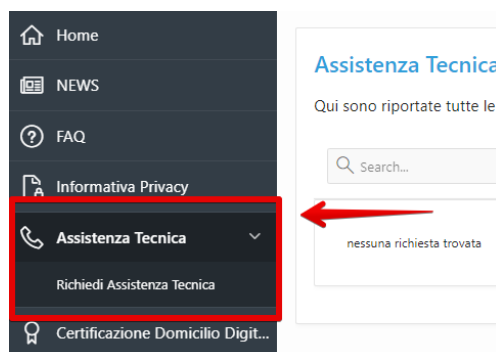 Home
NEWS
FAQ
Informativa Privacy
Assistenza Tecnica
Richiedi Assistenza Tecnica
Certificazione Domicilio Digit...
Assistenza Tecnica
Qui sono riportate tutte le
Search...
nessuna richiesta trovata